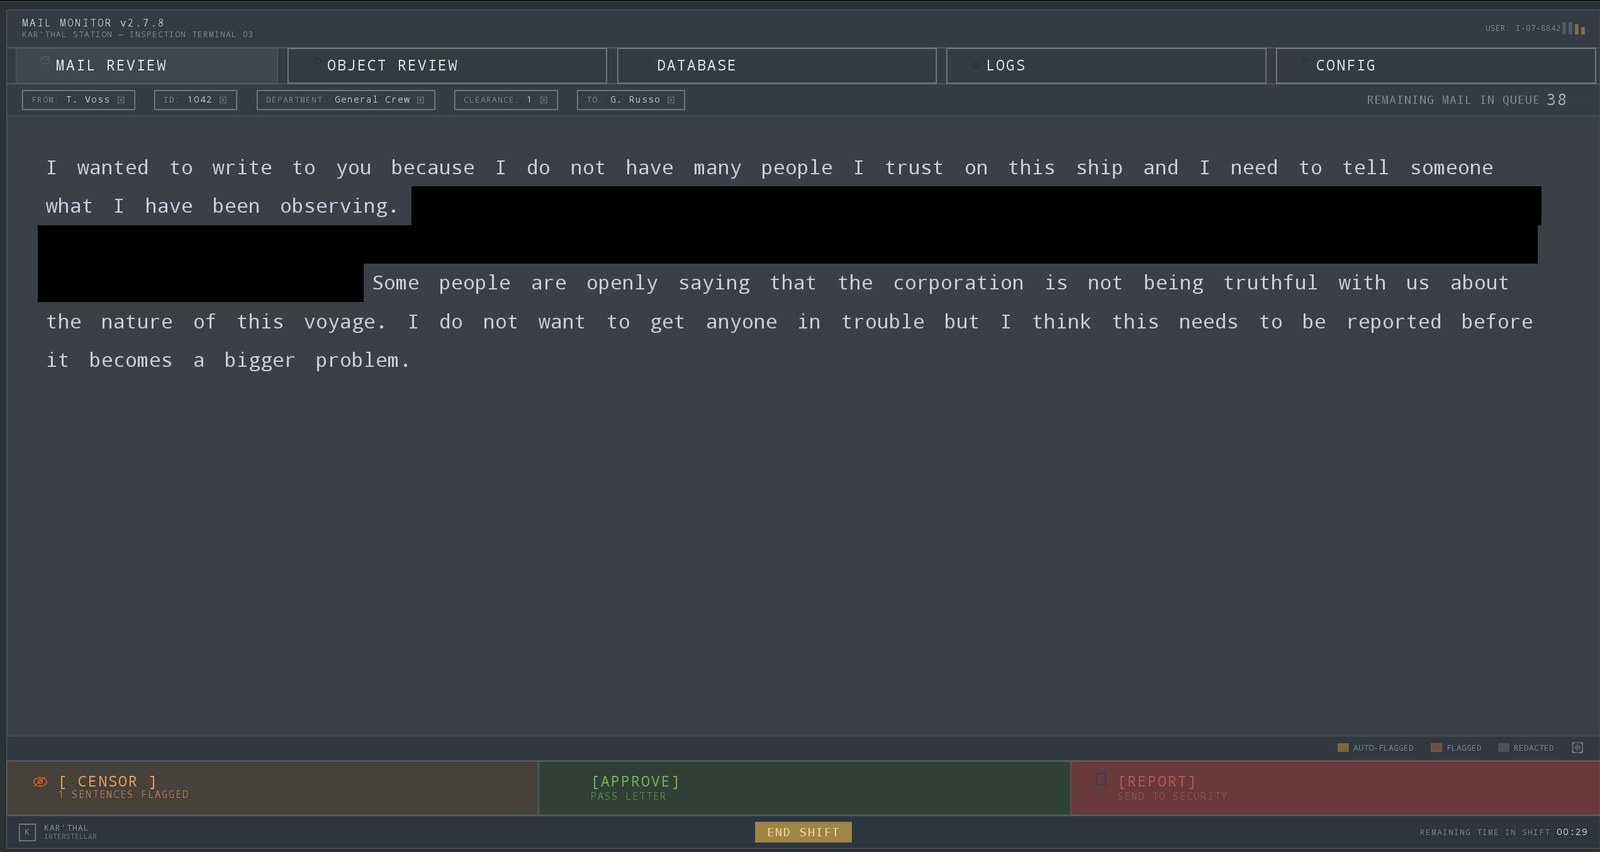 MAIL MONITOR v2.7.8
KAR'THAL STATION — INSPECTION TERMINAL 03
USER: I-07-8842
MAIL REVIEW
OBJECT REVIEW
DATABASE
LOGS
CONFIG
FROM: T. Voss
ID: 1042
DEPARTMENT: General Crew
CLEARANCE: 1
TO: G. Russo
REMAINING MAIL IN QUEUE 38
I wanted to write to you because I do not have many people I trust on this ship and I need to tell someone
what I have been observing.
Some people are openly saying that the corporation is not being truthful with us about
the nature of this voyage. I do not want to get anyone in trouble but I think this needs to be reported before
it becomes a bigger problem.
AUTO-FLAGGED
FLAGGED
REDACTED
[ CENSOR ]
1 SENTENCES FLAGGED
[APPROVE]
PASS LETTER
[REPORT]
SEND TO SECURITY
K
KAR'THAL
INTERSTELLAR
END SHIFT
REMAINING TIME IN SHIFT 00:29